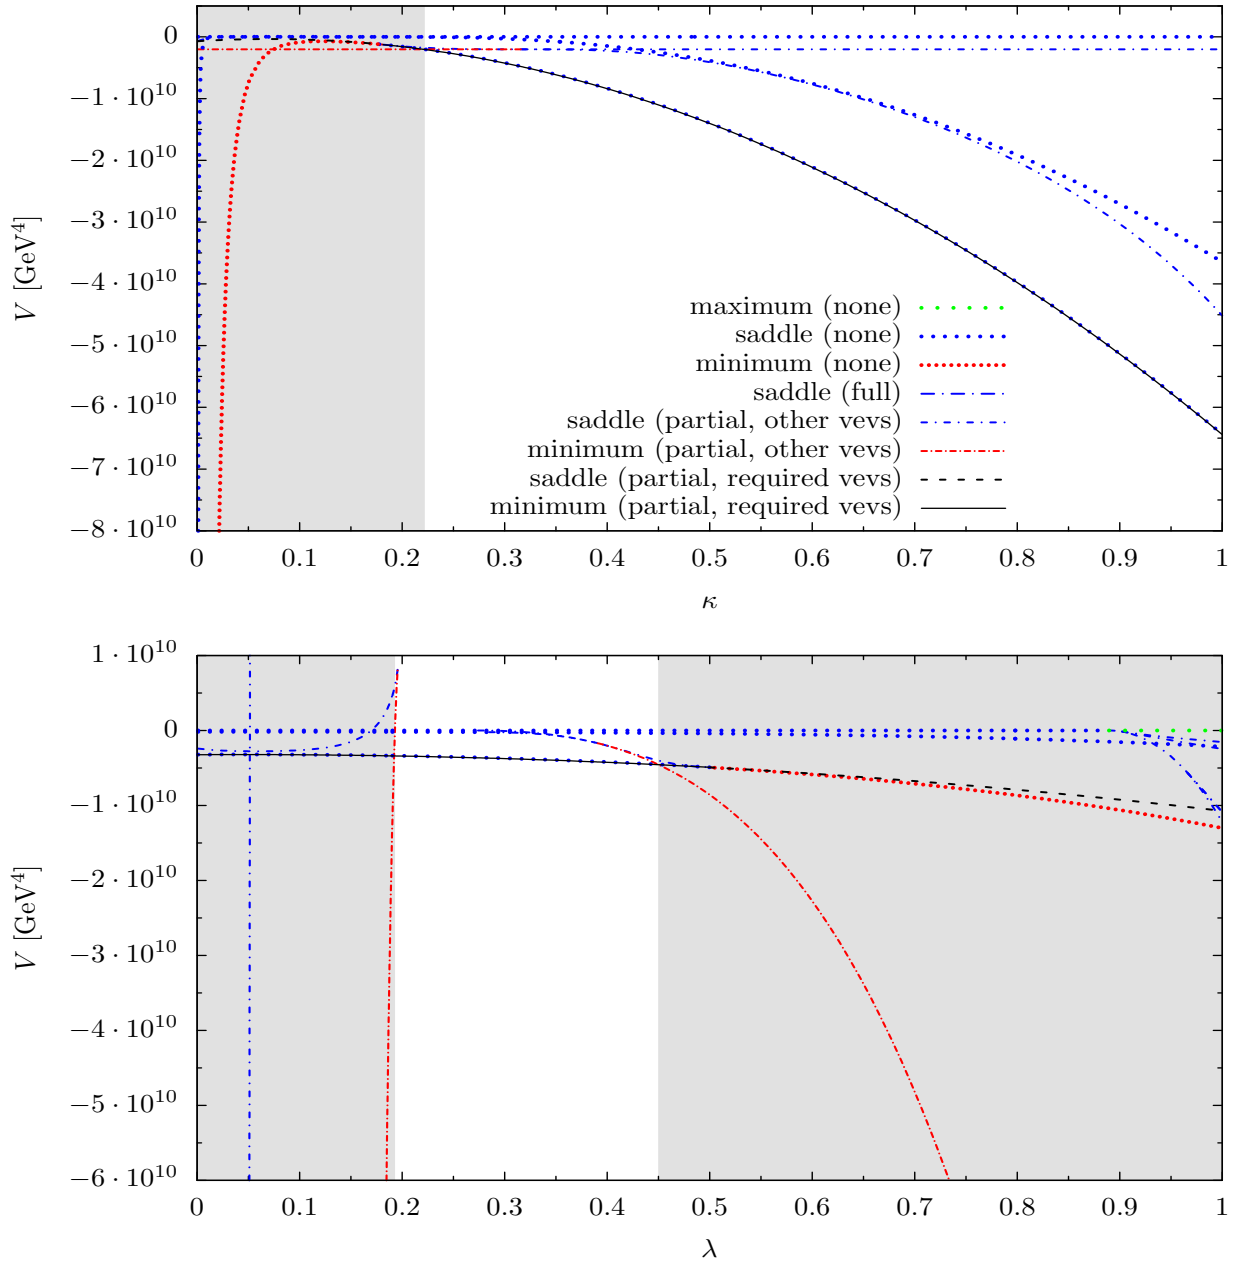 0
−1 · 10^10
−2 · 10^10
−3 · 10^10
−4 · 10^10
−5 · 10^10
−6 · 10^10
−7 · 10^10
−8 · 10^10
V [GeV^4]
maximum (none)
saddle (none)
minimum (none)
saddle (full)
saddle (partial, other vevs)
minimum (partial, other vevs)
saddle (partial, required vevs)
minimum (partial, required vevs)
0 0.1 0.2 0.3 0.4 0.5 0.6 0.7 0.8 0.9 1
κ
1 · 10^10
0
−1 · 10^10
−2 · 10^10
−3 · 10^10
−4 · 10^10
−5 · 10^10
−6 · 10^10
V [GeV^4]
0 0.1 0.2 0.3 0.4 0.5 0.6 0.7 0.8 0.9 1
λ